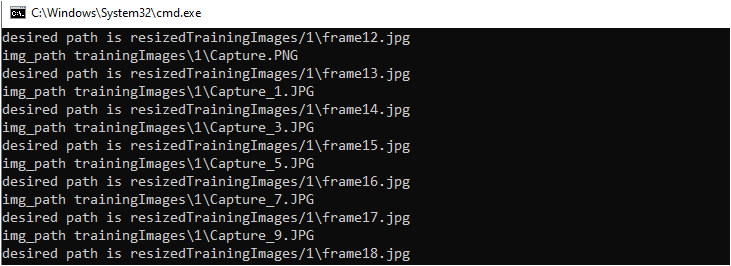 C:\Windows\System32\cmd.exe
desired path is resizedTrainingImages/1\frame12.jpg
img_path trainingImages\1\Capture.PNG
desired path is resizedTrainingImages/1\frame13.jpg
img_path trainingImages\1\Capture_1.JPG
desired path is resizedTrainingImages/1\frame14.jpg
img_path trainingImages\1\Capture_3.JPG
desired path is resizedTrainingImages/1\frame15.jpg
img_path trainingImages\1\Capture_5.JPG
desired path is resizedTrainingImages/1\frame16.jpg
img_path trainingImages\1\Capture_7.JPG
desired path is resizedTrainingImages/1\frame17.jpg
img_path trainingImages\1\Capture_9.JPG
desired path is resizedTrainingImages/1\frame18.jpg